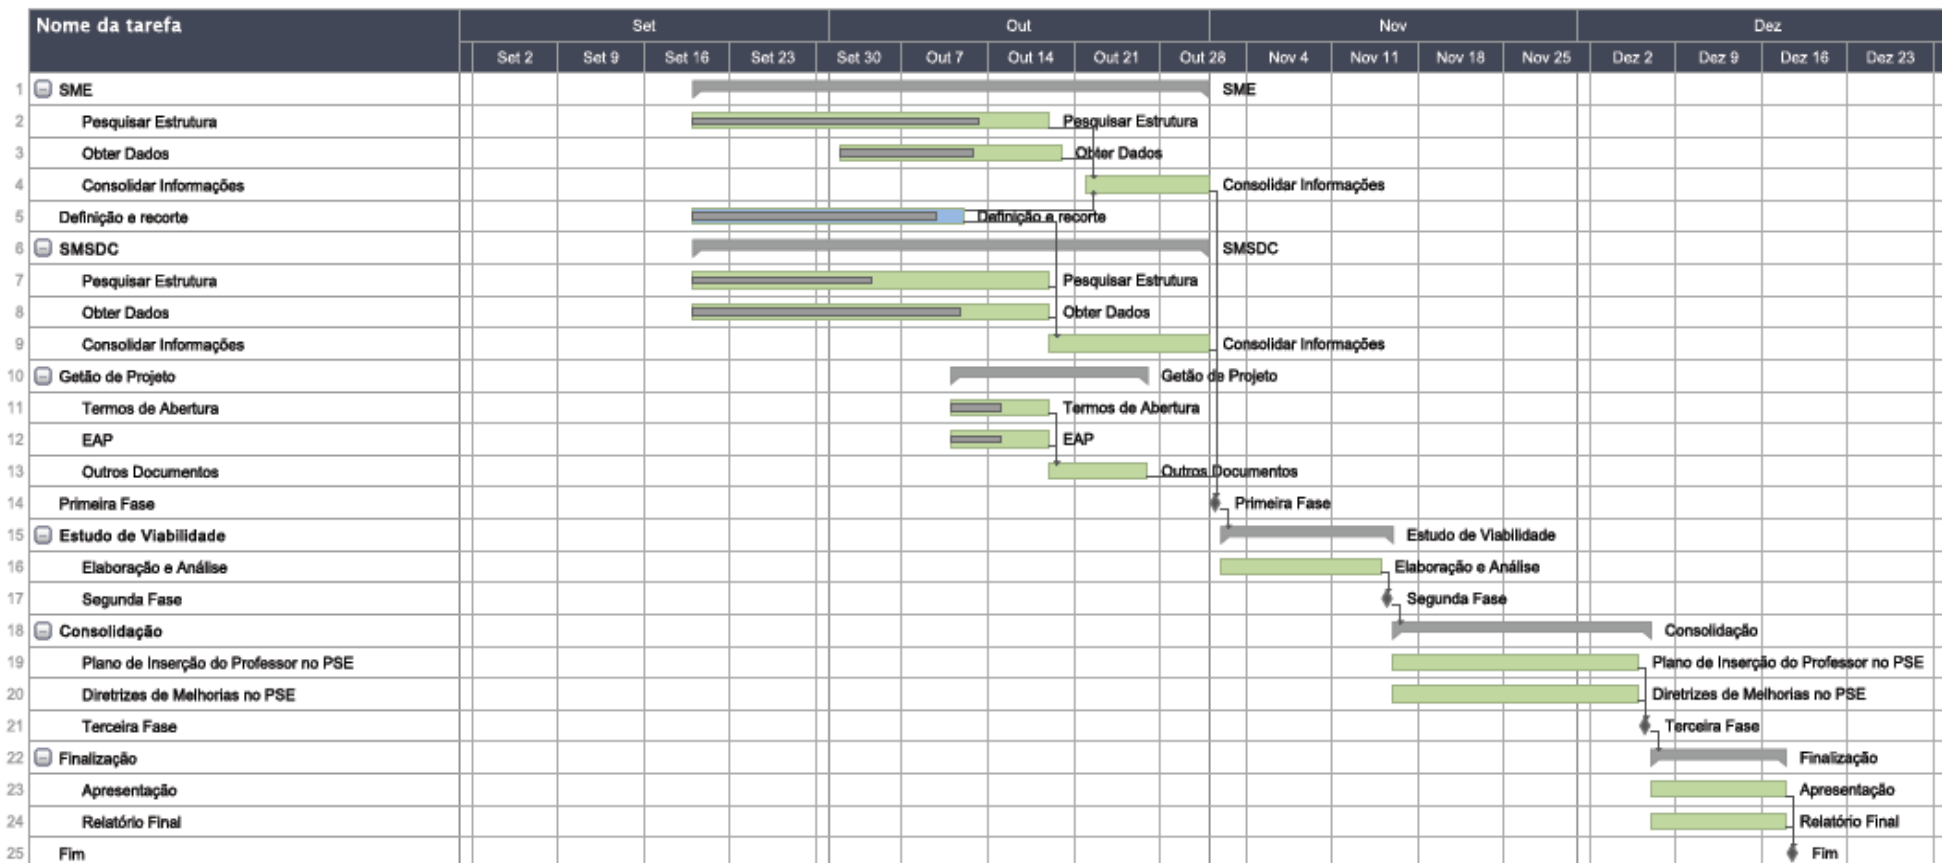 Nome da tarefa
Set Out Nov Dez
Set 2 Set 9 Set 16 Set 23 Set 30 Out 7 Out 14 Out 21 Out 28 Nov 4 Nov 11 Nov 18 Nov 25 Dez 2 Dez 9 Dez 16 Dez 23
1 SME SME
2 Pesquisar Estrutura Pesquisar Estrutura
3 Obter Dados Obter Dados
4 Consolidar Informações Consolidar Informações
5 Definição e recorte Definição e recorte
6 SMSDC SMSDC
7 Pesquisar Estrutura Pesquisar Estrutura
8 Obter Dados Obter Dados
9 Consolidar Informações Consolidar Informações
10 Getão de Projeto Getão de Projeto
11 Termos de Abertura Termos de Abertura
12 EAP EAP
13 Outros Documentos Outros Documentos
14 Primeira Fase Primeira Fase
15 Estudo de Viabilidade Estudo de Viabilidade
16 Elaboração e Análise Elaboração e Análise
17 Segunda Fase Segunda Fase
18 Consolidação Consolidação
19 Plano de Inserção do Professor no PSE Plano de Inserção do Professor no PSE
20 Diretrizes de Melhorias no PSE Diretrizes de Melhorias no PSE
21 Terceira Fase Terceira Fase
22 Finalização Finalização
23 Apresentação Apresentação
24 Relatório Final Relatório Final
25 Fim Fim